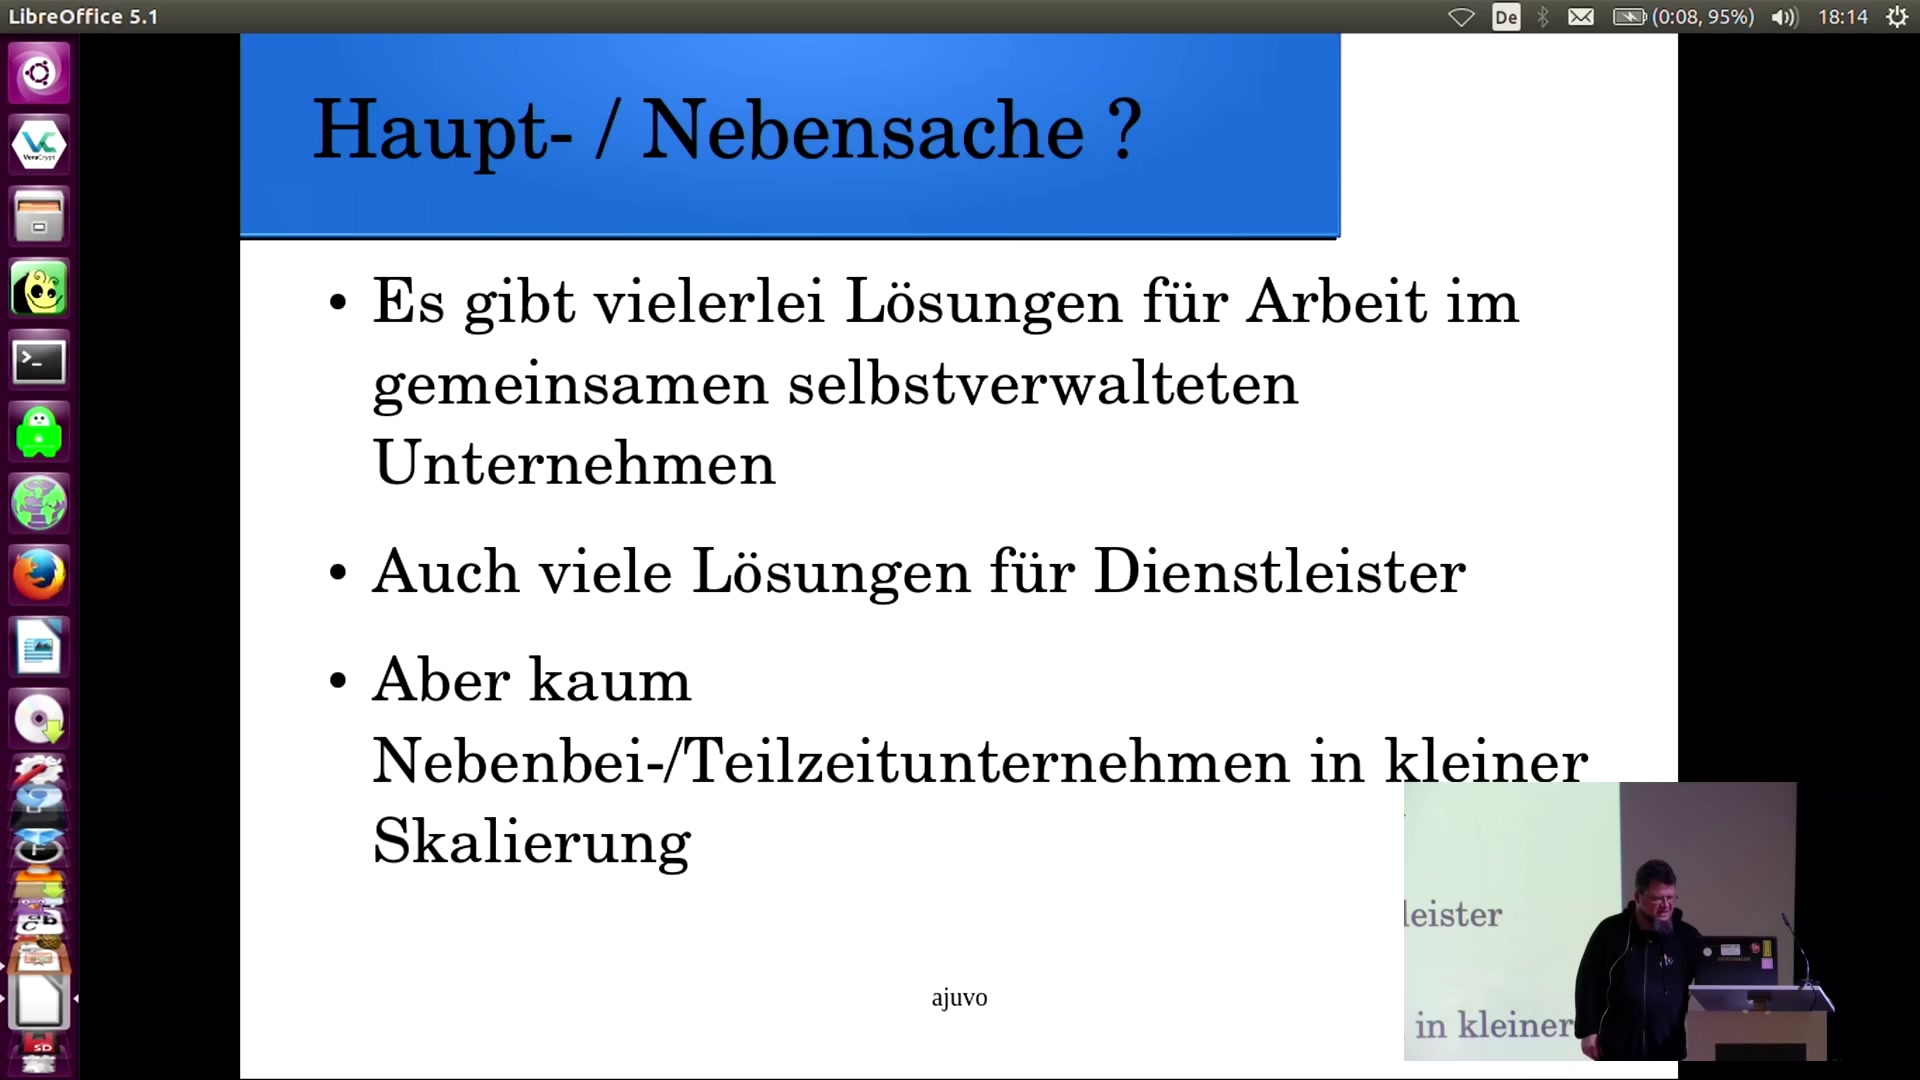 LibreOffice 5.1
De
(0:08, 95%)
18:14
Haupt- / Nebensache ?
• Es gibt vielerlei Lösungen für Arbeit im
gemeinsamen selbstverwalteten
Unternehmen
• Auch viele Lösungen für Dienstleister
• Aber kaum
Nebenbei-/Teilzeitunternehmen in kleiner
Skalierung
ajuvo
leister
in kleiner
VeraCrypt
>_
SD